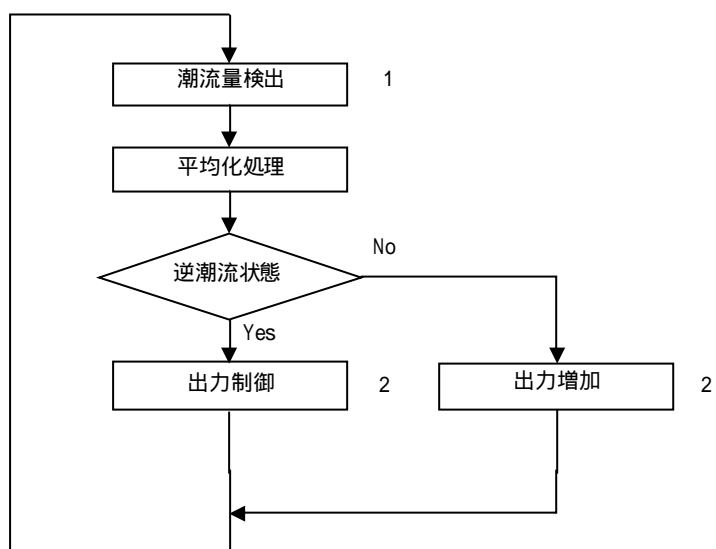 潮流量検出 1
平均化処理
逆潮流状態
No
Yes
出力制御 2
出力増加 2